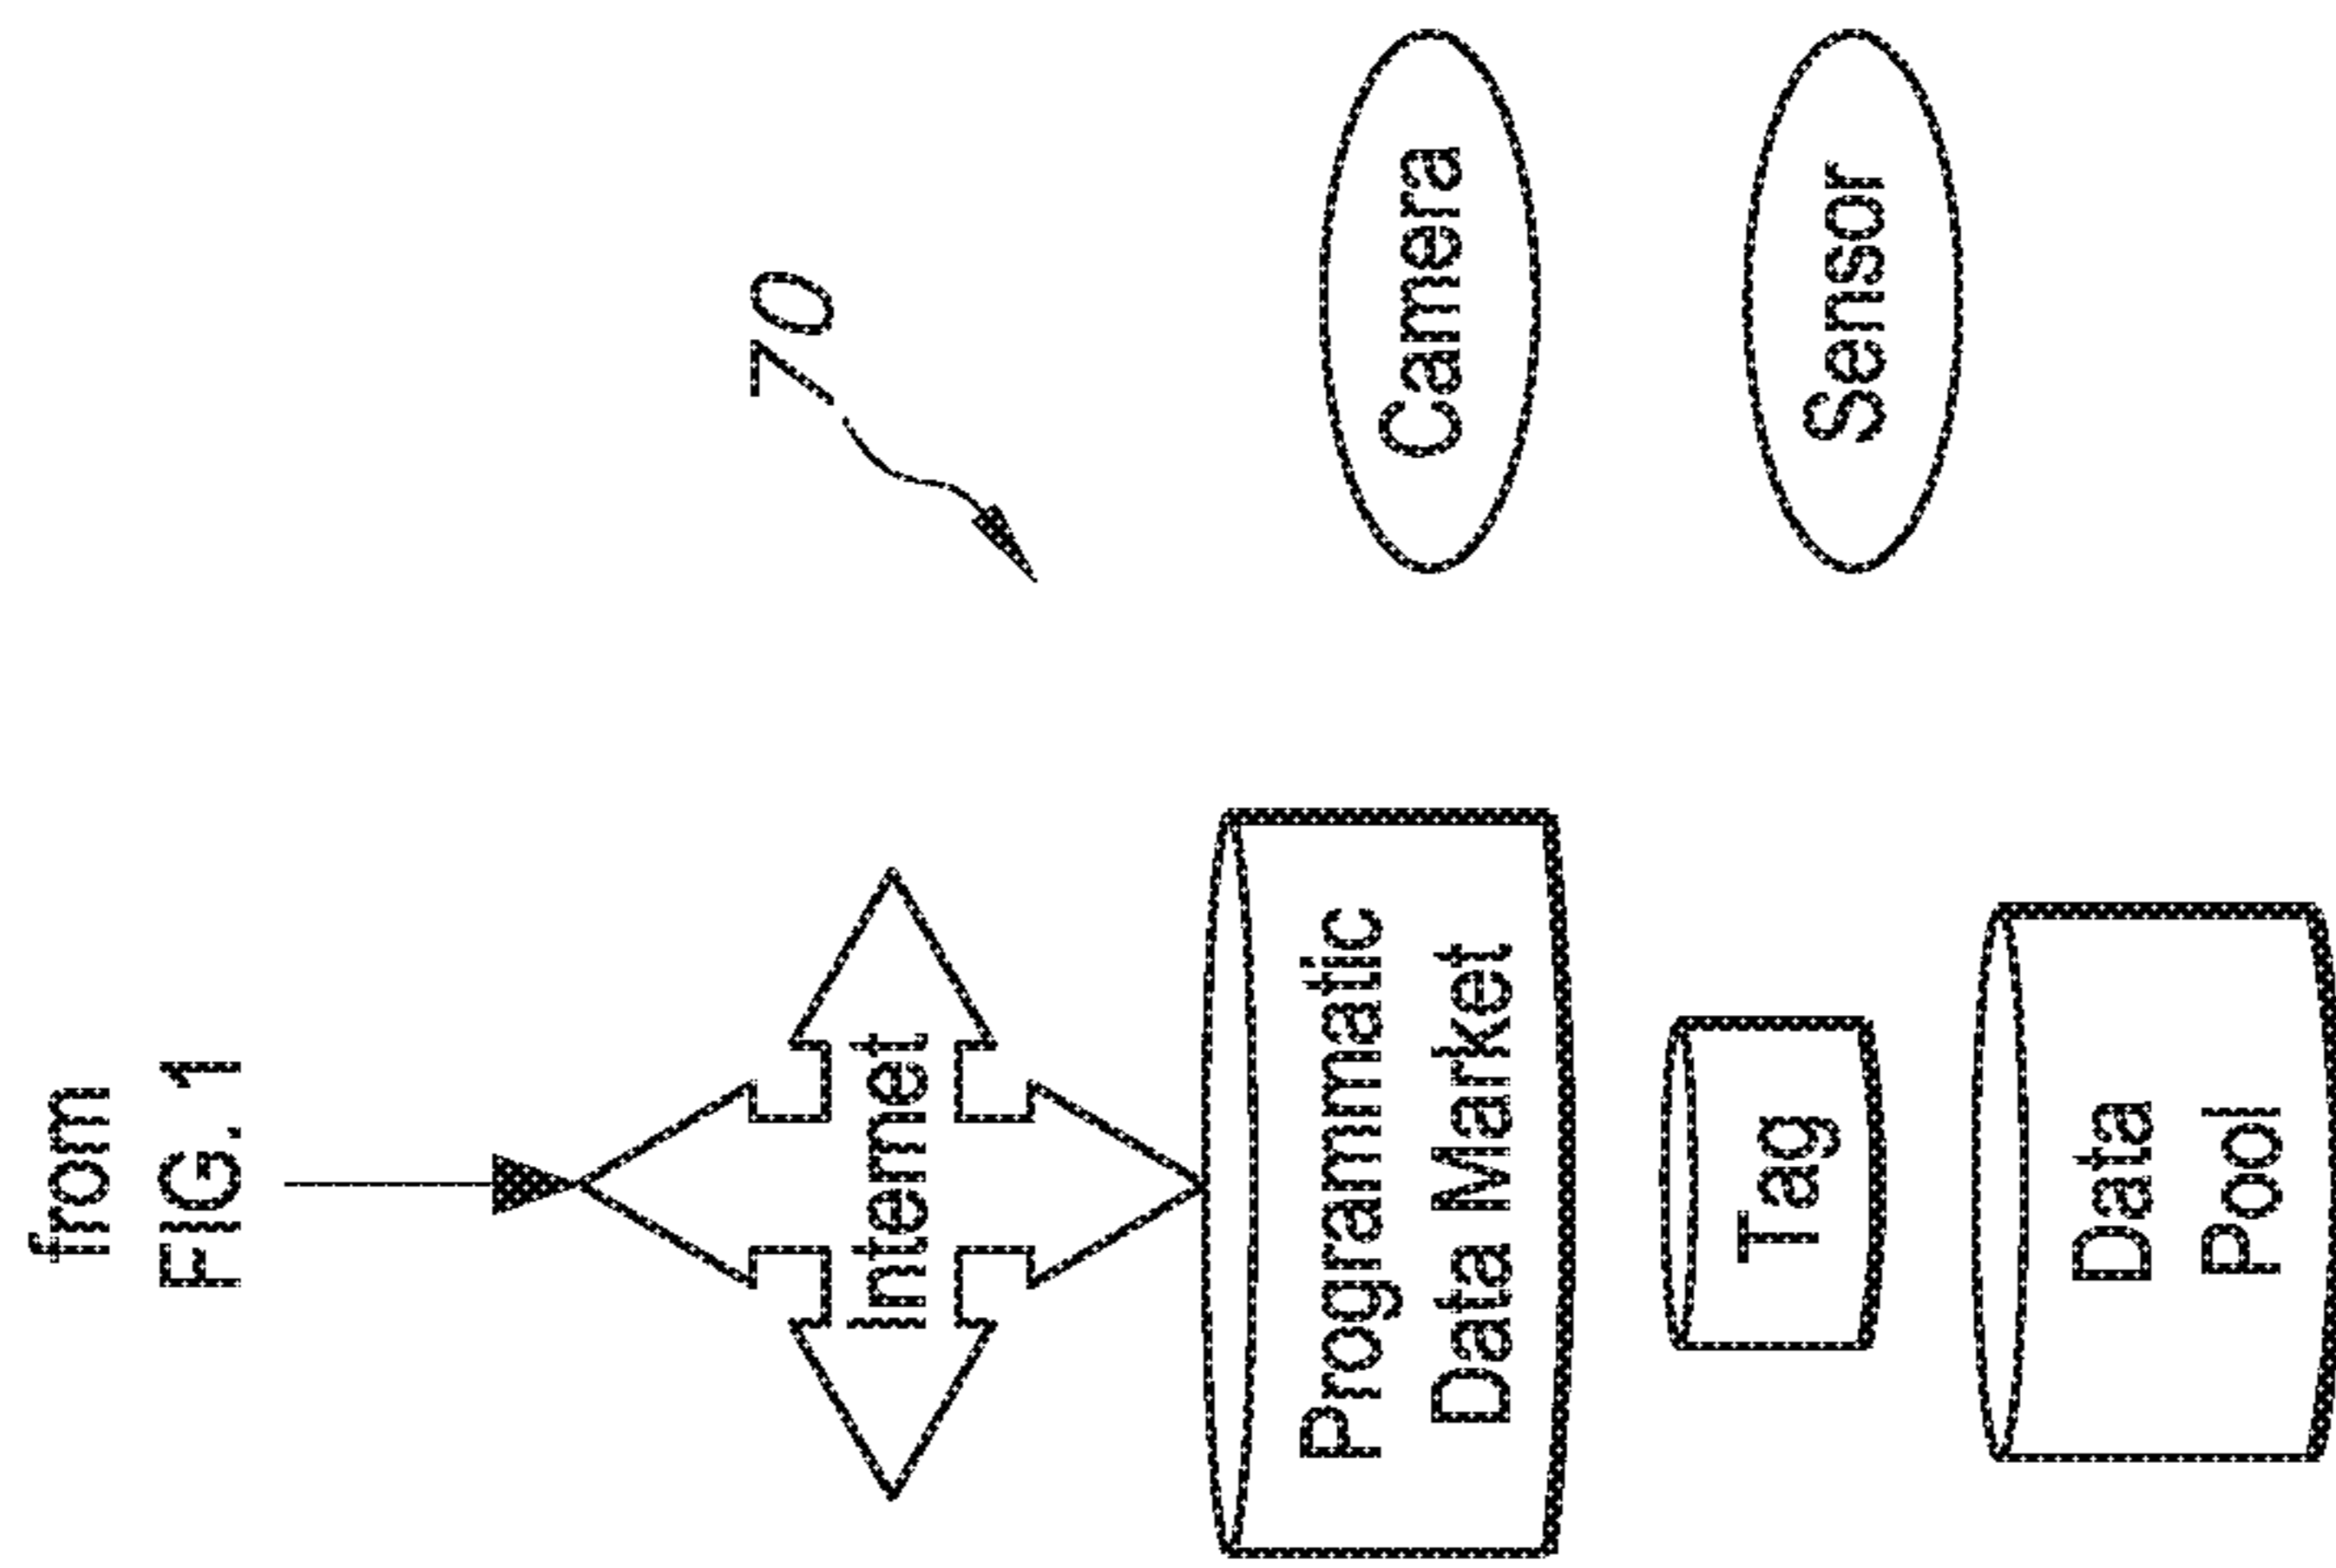 from
FIG. 1
70
Internet
Programmatic
Data Market
Camera
Tag
Sensor
Data
Pool